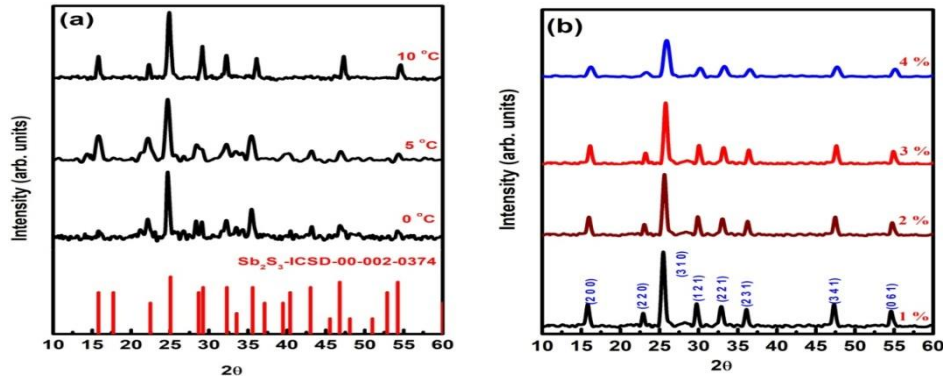 (a)
10 °C
5 °C
0 °C
Sb₂S₃-ICSD-00-002-0374
Intensity (arb. units)
10 15 20 25 30 35 40 45 50 55 60
2θ
(b)
4 %
3 %
2 %
1 %
(200)
(220)
(310)
(121)
(221)
(231)
(341)
(061)
Intensity (arb. units)
10 15 20 25 30 35 40 45 50 55 60
2θ